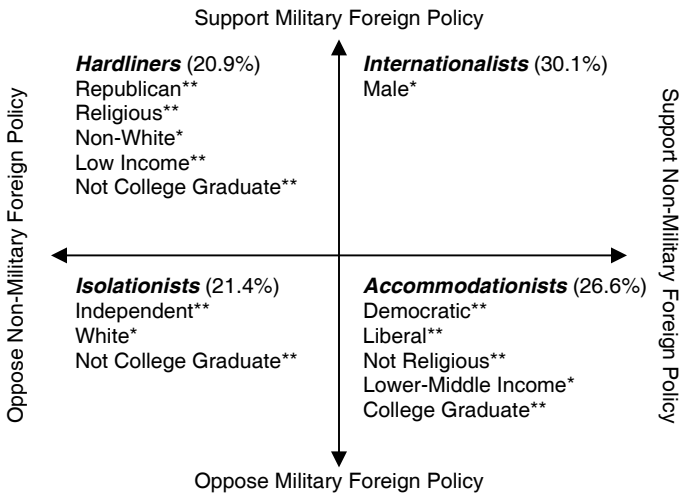 Support Military Foreign Policy
Hardliners (20.9%)
Republican**
Religious**
Non-White*
Low Income**
Not College Graduate**
Internationalists (30.1%)
Male*
Oppose Non-Military Foreign Policy
Support Non-Military Foreign Policy
Isolationists (21.4%)
Independent**
White*
Not College Graduate**
Accommodationists (26.6%)
Democratic**
Liberal**
Not Religious**
Lower-Middle Income*
College Graduate**
Oppose Military Foreign Policy